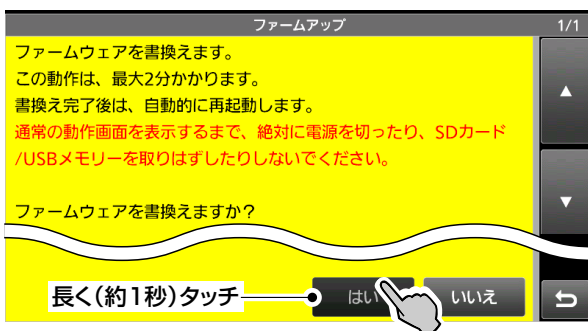 ファームアップ 1/1
ファームウェアを書換えます。
この動作は、最大2分かかります。
書換え完了後は、自動的に再起動します。
通常の動作画面を表示するまで、絶対に電源を切ったり、SDカード
/USBメモリーを取りはずしたりしないでください。
ファームウェアを書換えますか？
長く(約1秒)タッチ はい いいえ